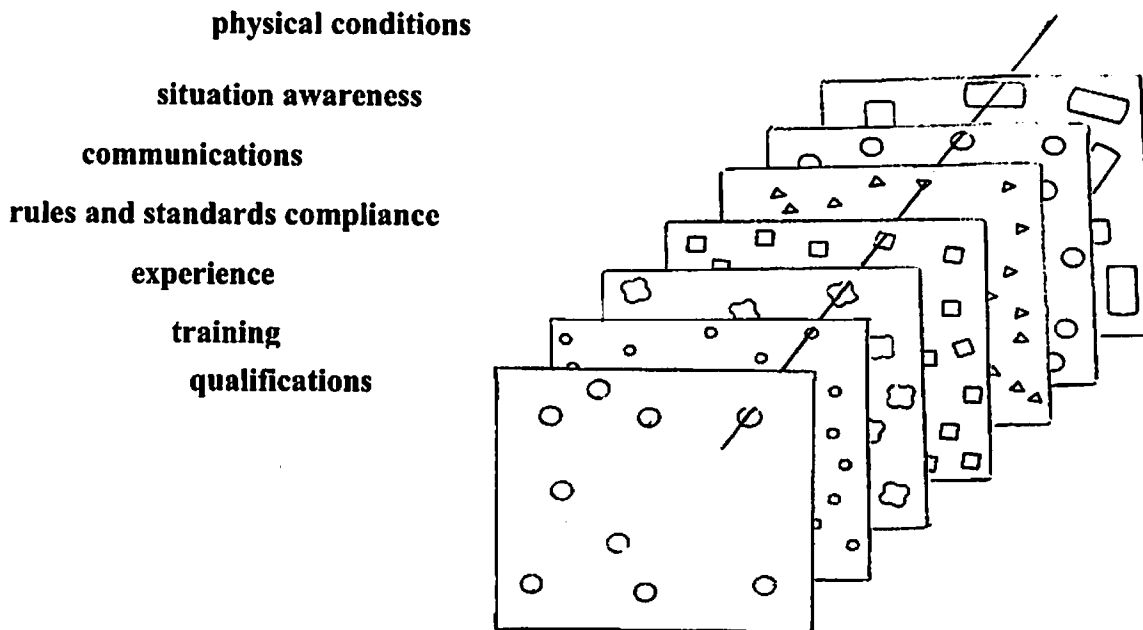 physical conditions
situation awareness
communications
rules and standards compliance
experience
training
qualifications